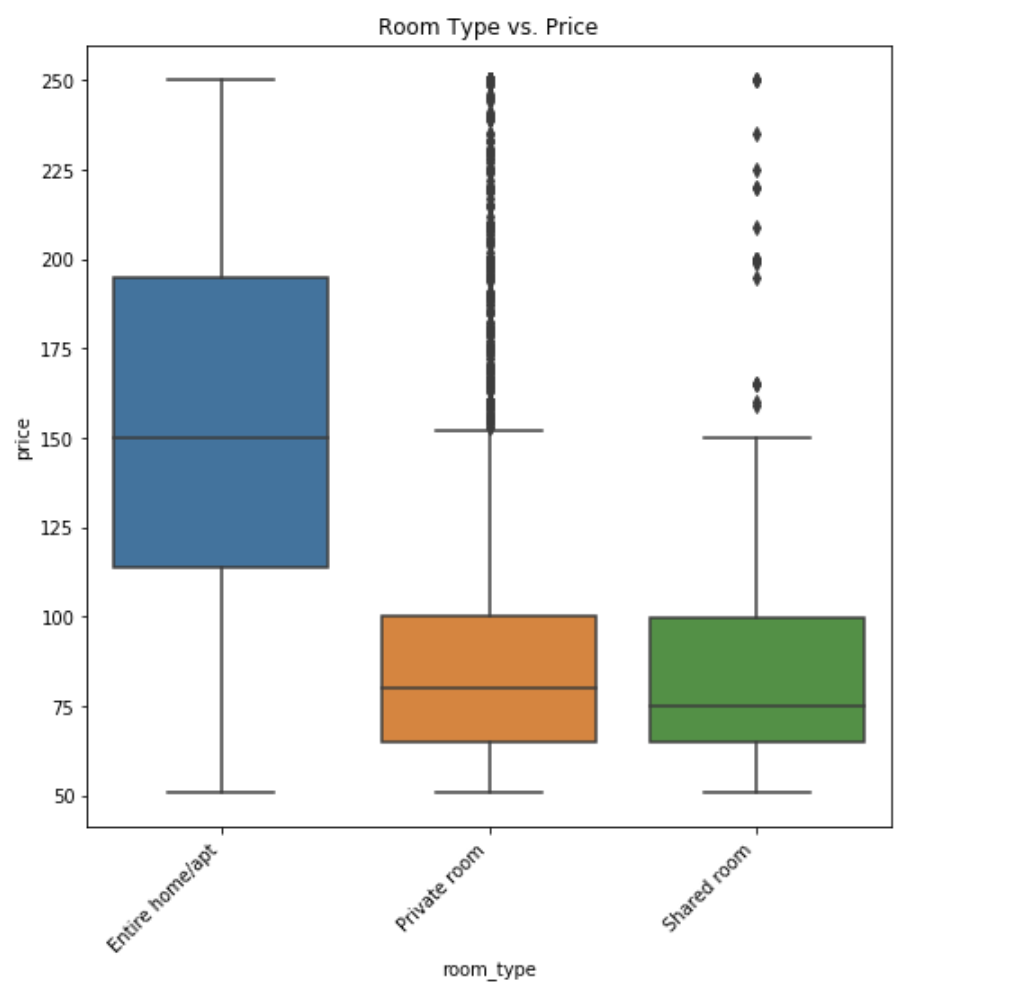 Room Type vs. Price
price
250
225
200
175
150
125
100
75
50
Entire home/apt
Private room
Shared room
room_type